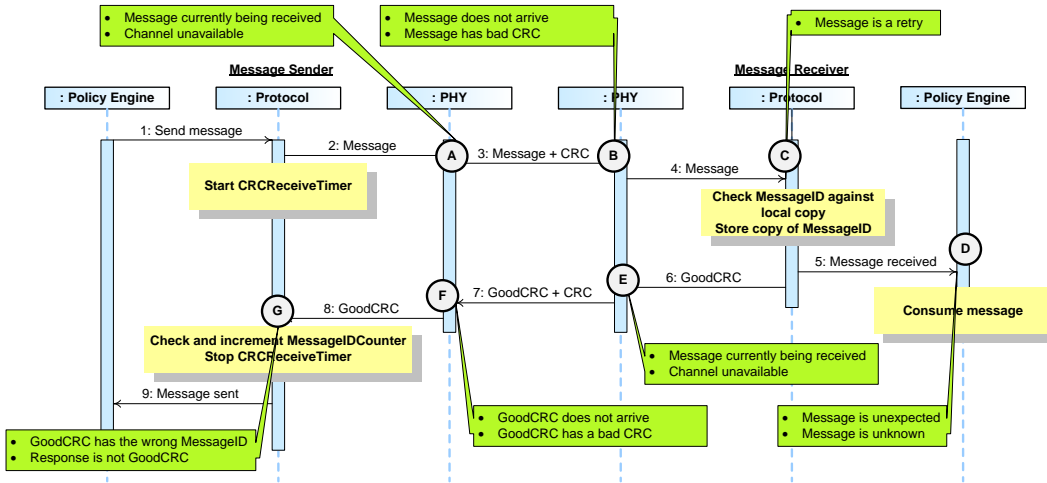 • Message currently being received
• Channel unavailable
• Message does not arrive
• Message has bad CRC
• Message is a retry
Message Sender
Message Receiver
: Policy Engine
: Protocol
: PHY
: PHY
: Protocol
: Policy Engine
1: Send message
2: Message
A
3: Message + CRC
B
4: Message
C
Start CRCReceiveTimer
Check MessageID against
local copy
Store copy of MessageID
D
5: Message received
6: GoodCRC
E
7: GoodCRC + CRC
F
8: GoodCRC
G
Consume message
Check and increment MessageIDCounter
Stop CRCReceiveTimer
• Message currently being received
• Channel unavailable
9: Message sent
• GoodCRC does not arrive
• GoodCRC has a bad CRC
• Message is unexpected
• Message is unknown
• GoodCRC has the wrong MessageID
• Response is not GoodCRC